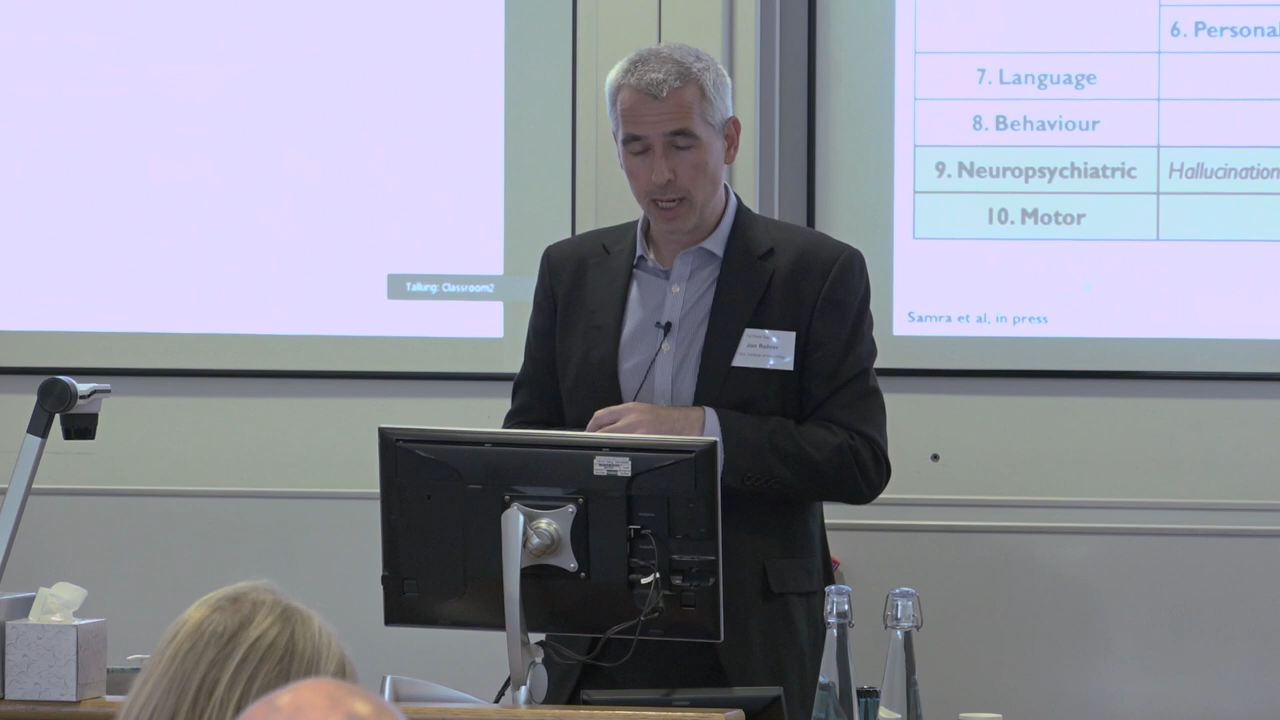 Talking: Classroom2
6. Personal
7. Language
8. Behaviour
9. Neuropsychiatric
Hallucination
10. Motor
Samra et al, in press